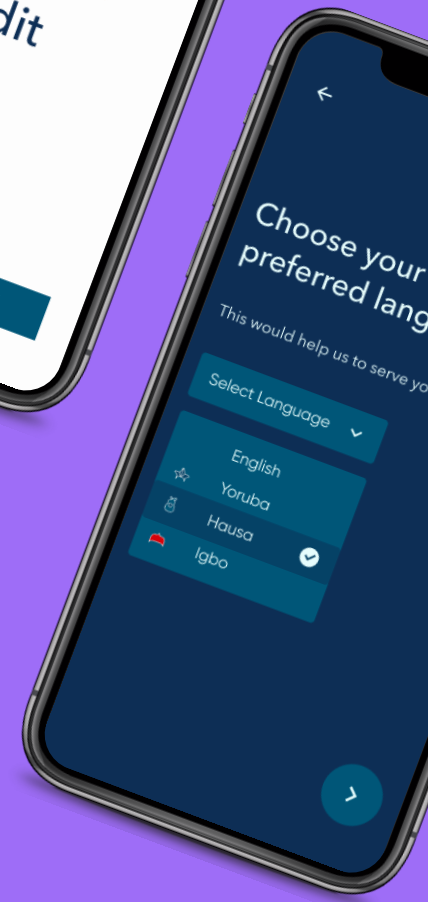 dit
Choose your
preferred lang
This would help us to serve yo
Select Language
English
Yoruba
Hausa
Igbo